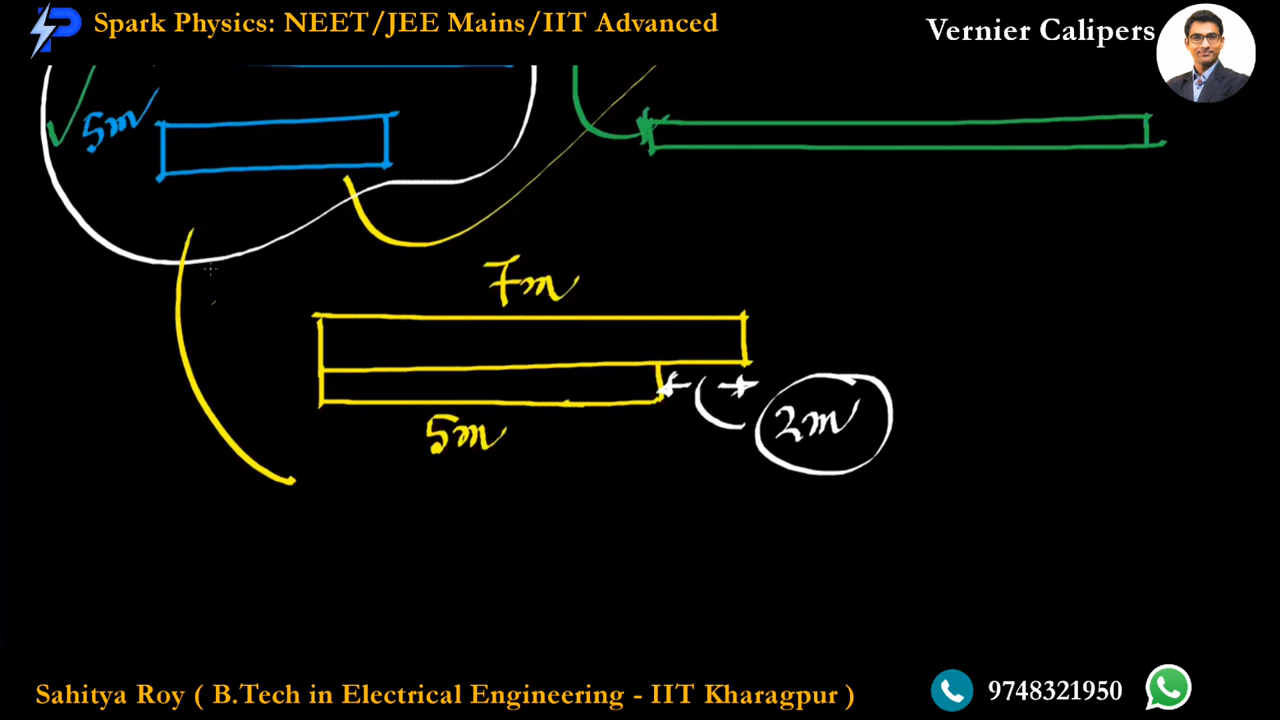 Spark Physics: NEET/JEE Mains/IIT Advanced
Vernier Calipers
5m
7m
5m
2m
Sahitya Roy ( B.Tech in Electrical Engineering - IIT Kharagpur )
9748321950